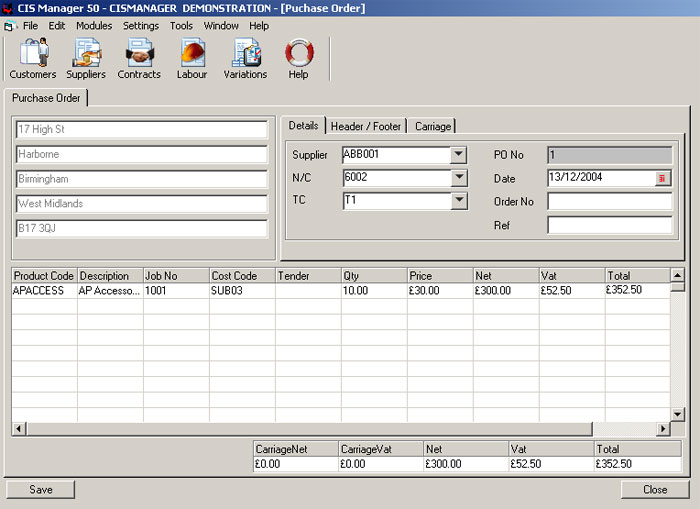 CIS Manager 50 - CISMANAGER DEMONSTRATION - [Puchase Order]
File Edit Modules Settings Tools Window Help
Customers Suppliers Contracts Labour Variations Help
Purchase Order
17 High St
Harborne
Birmingham
West Midlands
B17 3QJ
Details Header / Footer Carriage
Supplier ABB001 PO No 1
N/C 6002 Date 13/12/2004
TC T1 Order No
Ref
Product Code Description Job No Cost Code Tender Qty Price Net Vat Total
APACCESS AP Accesso... 1001 SUB03 10.00 £30.00 £300.00 £52.50 £352.50
CarriageNet CarriageVat Net Vat Total
£0.00 £0.00 £300.00 £52.50 £352.50
Save Close